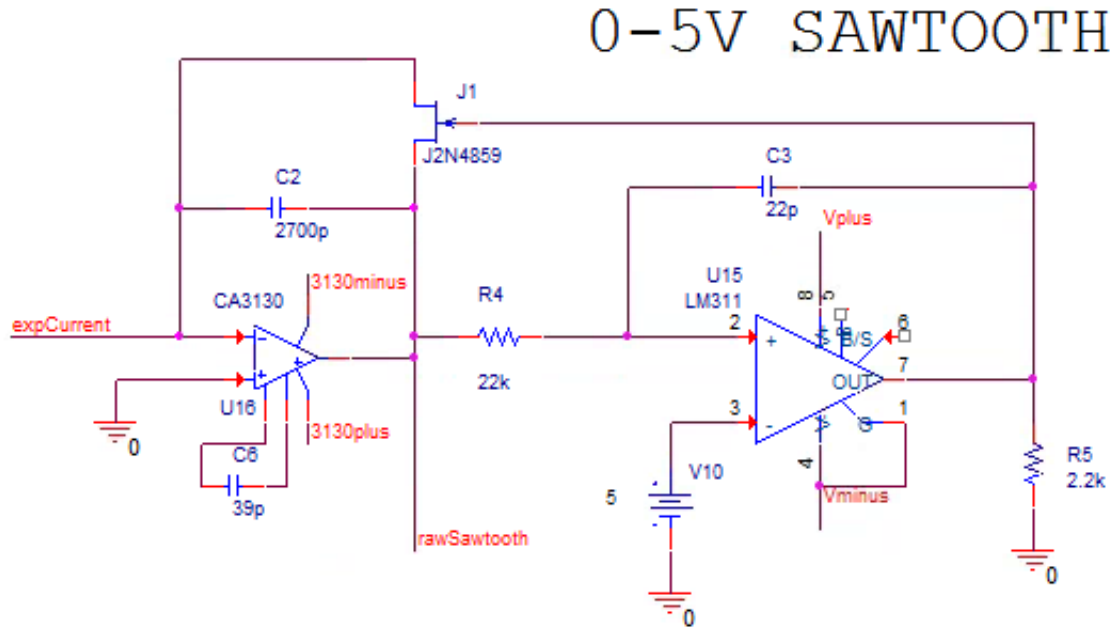 0-5V SAWTOOTH
J1
J2N4859
C3
22p
C2
2700p
Vplus
3130minus
U15
LM311
CA3130
R4
8
5
B/S
6
expCurrent
2
+
7
-
+
22k
OUT
U16
3
-
G
1
3130plus
0
C6
V10
4
R5
2.2k
39p
5
Vminus
rawSawtooth
0
0